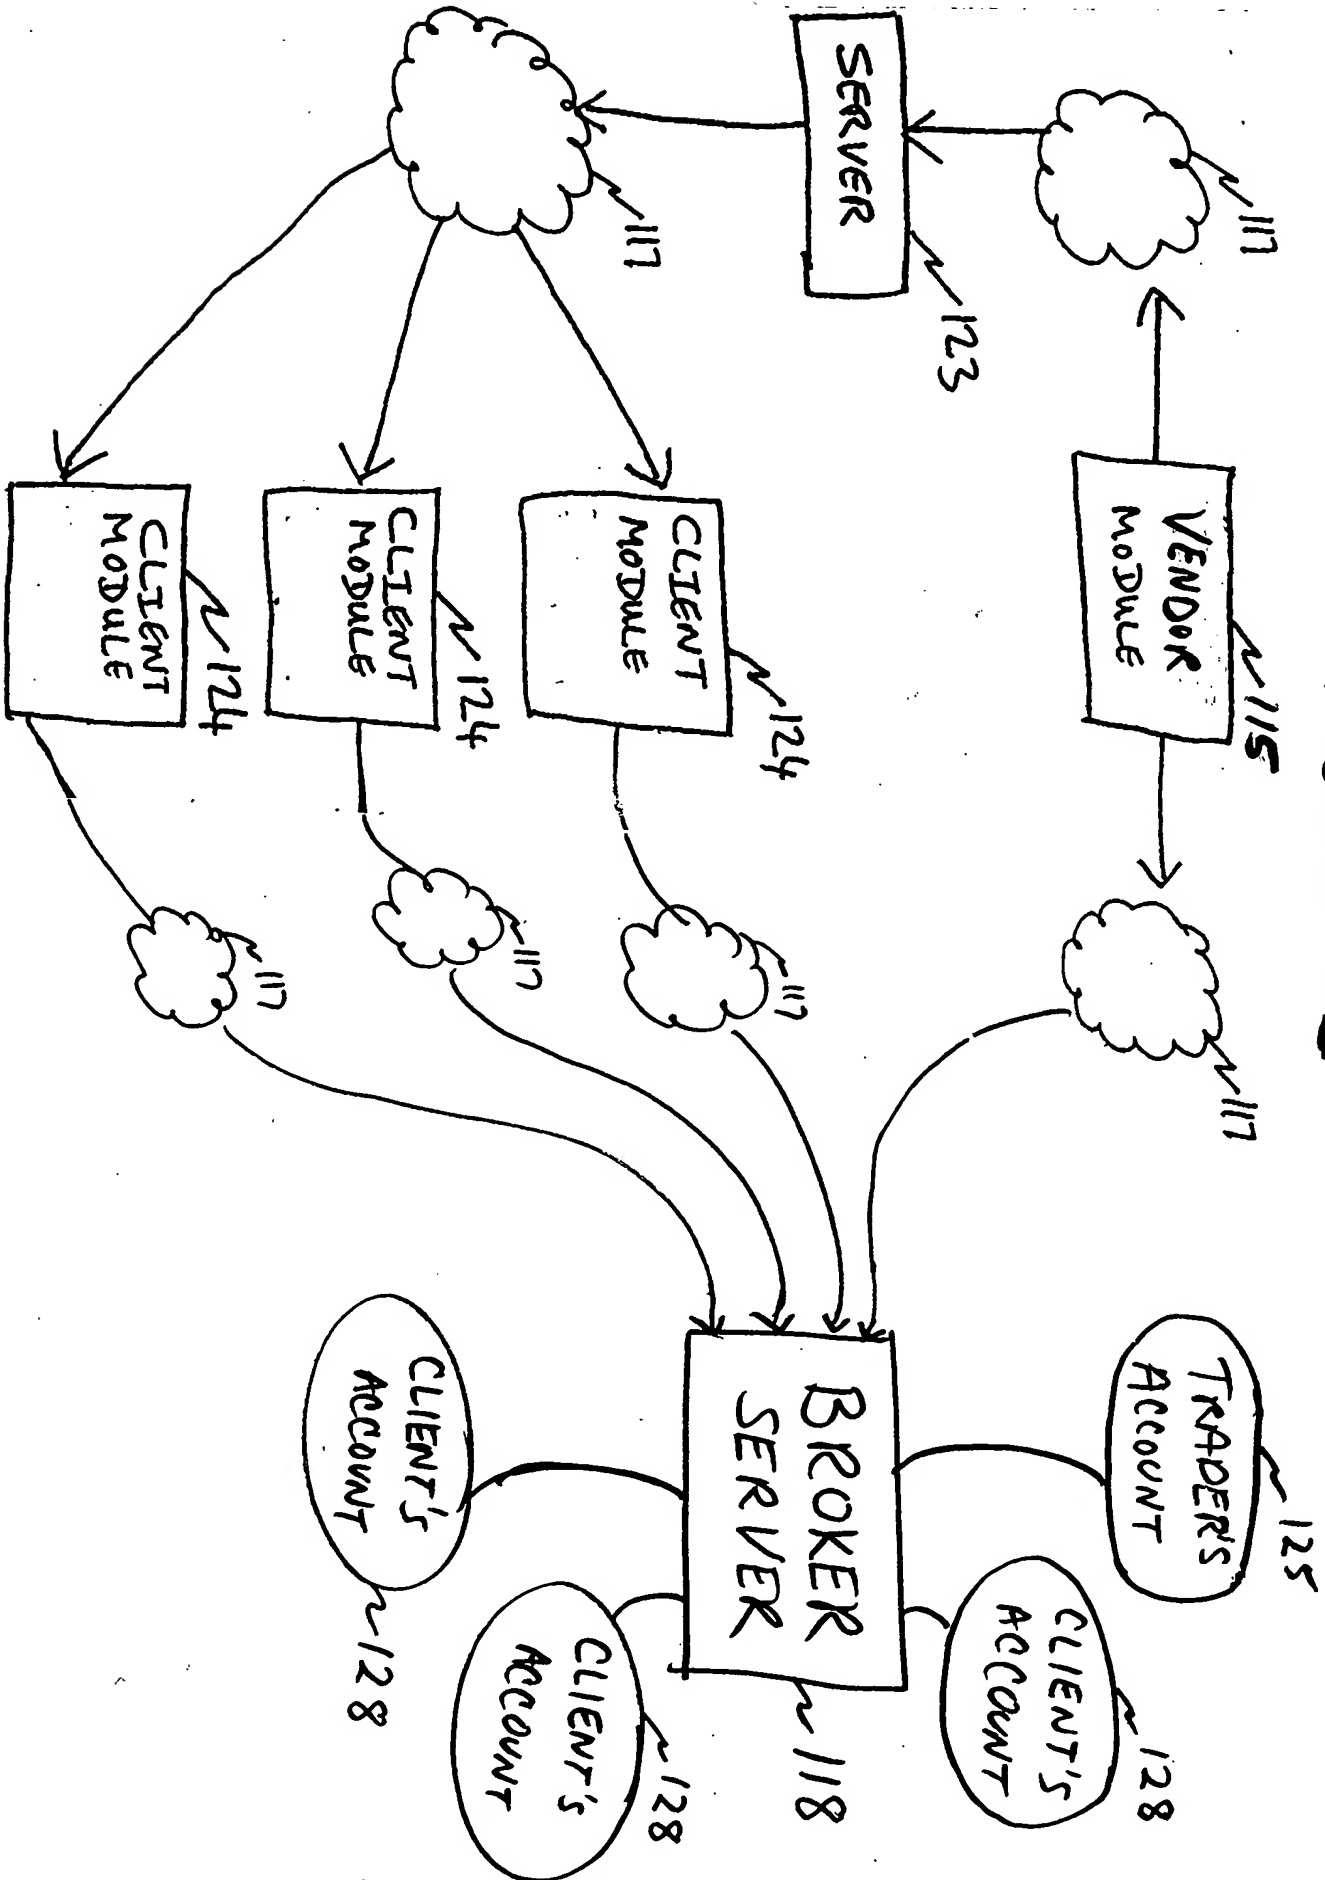 117
VENDOR
MODULE
115
117
SERVER
123
117
CLIENT
MODULE
124
117
CLIENT
MODULE
124
117
CLIENT
MODULE
124
117
TRADER'S
ACCOUNT
125
CLIENT'S
ACCOUNT
128
BROKER
SERVER
118
CLIENT'S
ACCOUNT
128
CLIENT'S
ACCOUNT
128